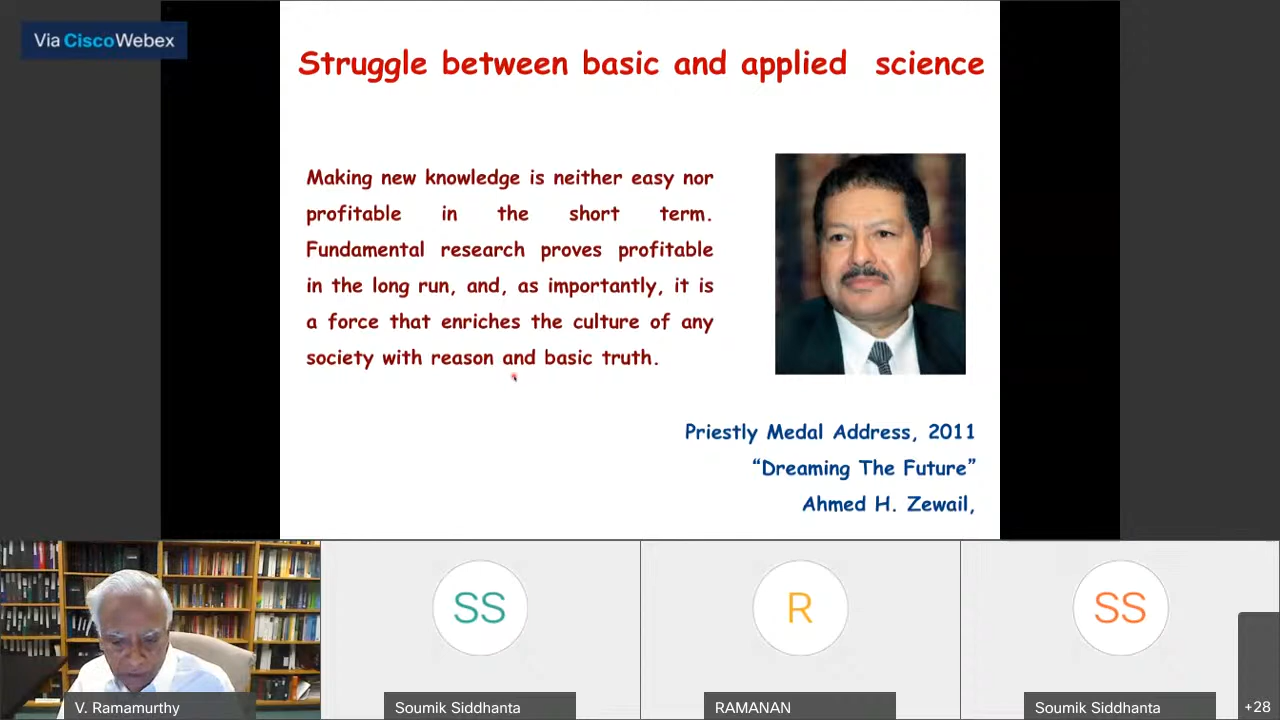 Via Cisco Webex
Struggle between basic and applied science
Making new knowledge is neither easy nor
profitable in the short term.
Fundamental research proves profitable
in the long run, and, as importantly, it is
a force that enriches the culture of any
society with reason and basic truth.
Priestly Medal Address, 2011
“Dreaming The Future”
Ahmed H. Zewail,
SS
R
SS
V. Ramamurthy
Soumik Siddhanta
RAMANAN
Soumik Siddhanta
+28